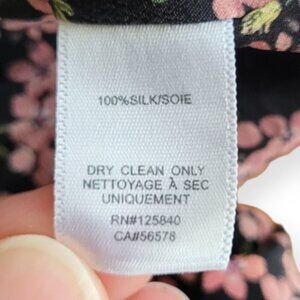 100%SILK/SOIE
DRY CLEAN ONLY
NETTOYAGE À SEC
UNIQUEMENT
RN#125840
CA#56578